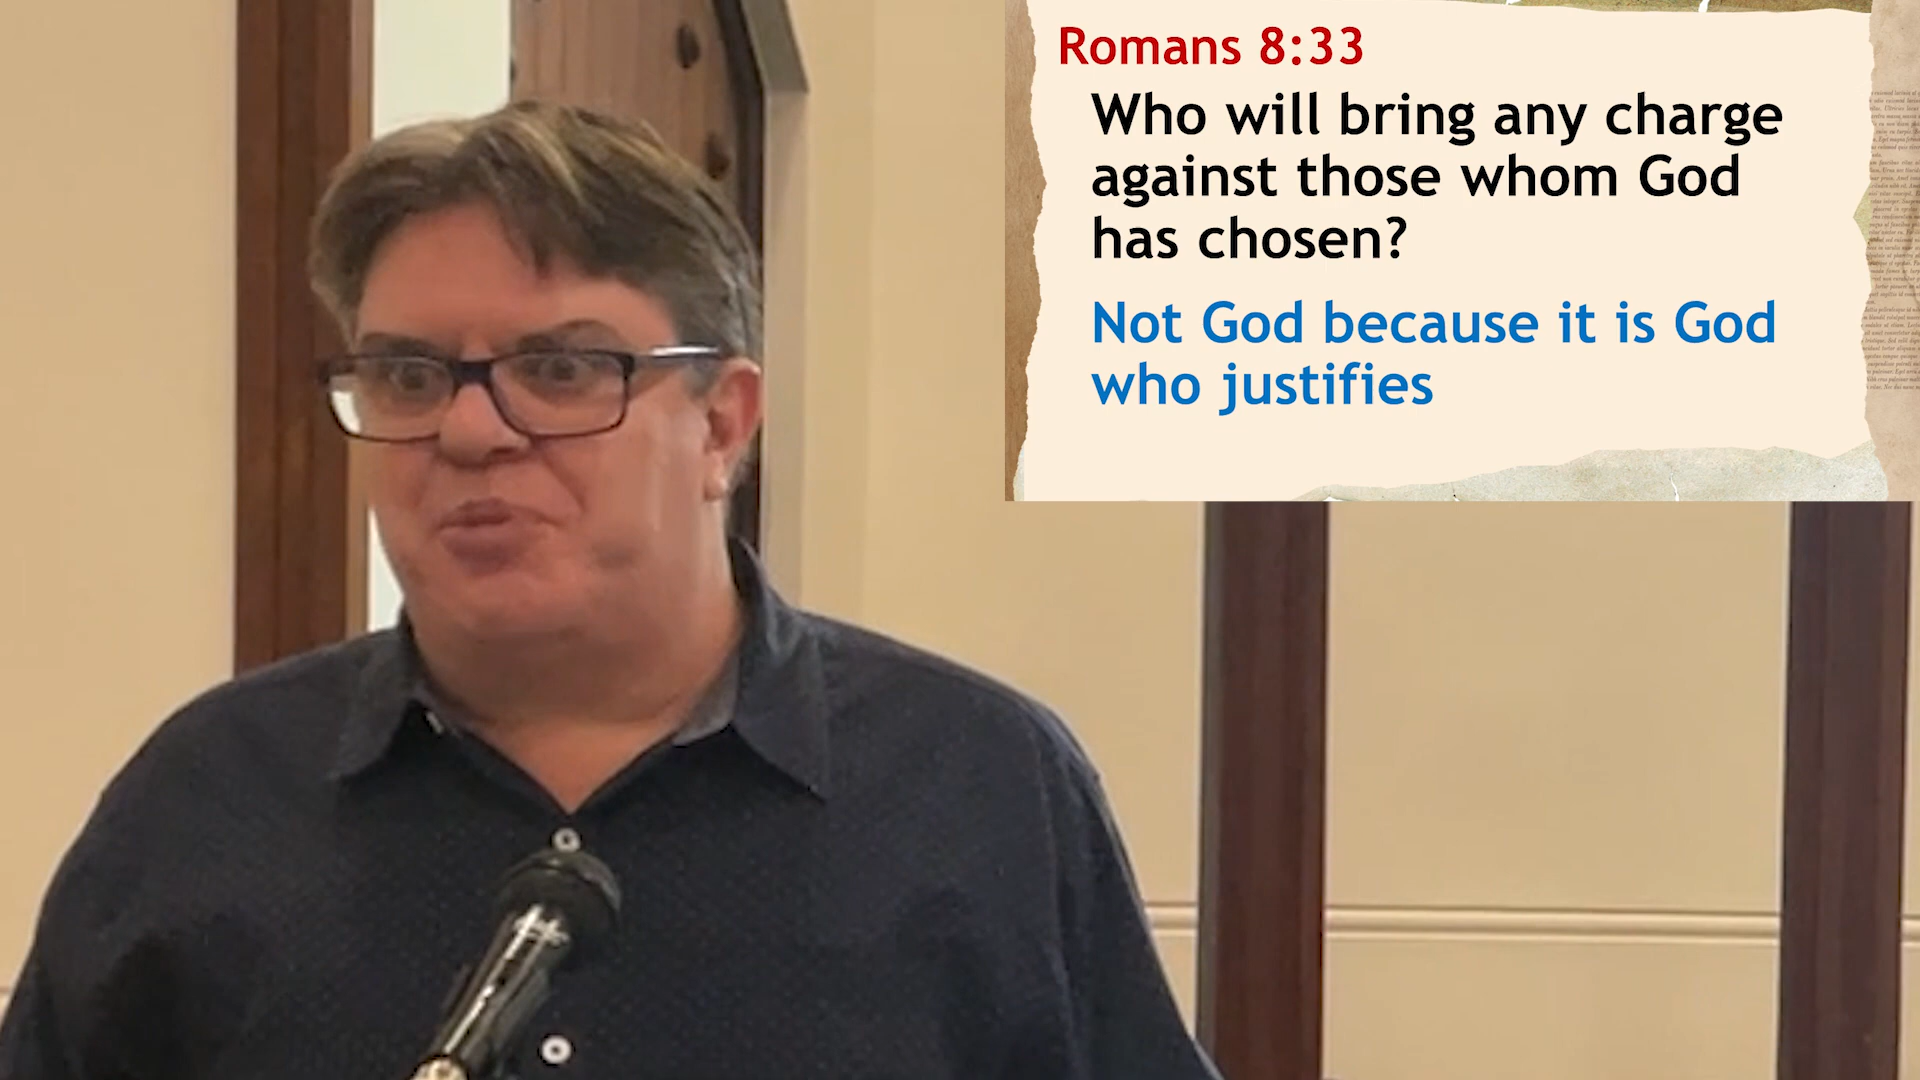 Romans 8:33
Who will bring any charge
against those whom God
has chosen?
Not God because it is God
who justifies